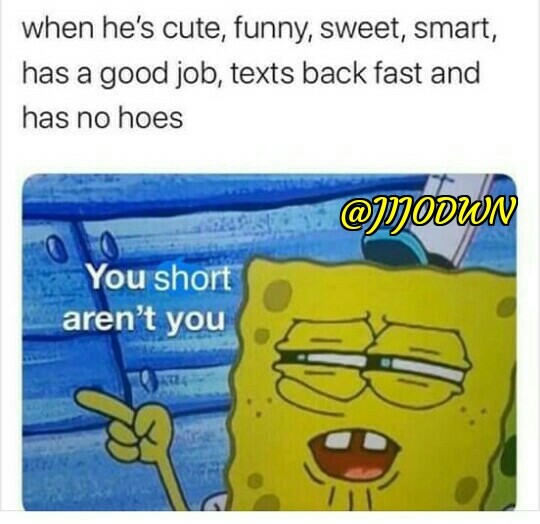 when he's cute, funny, sweet, smart,
has a good job, texts back fast and
has no hoes
@JIJODWN
You short
aren't you